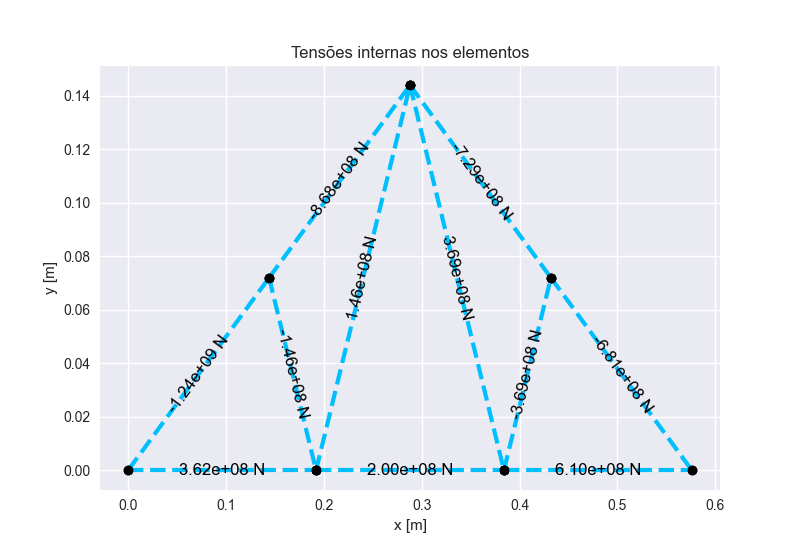 Tensões internas nos elementos
0.14
0.12
0.10
0.08
0.06
0.04
0.02
0.00
y [m]
-8.68e+08 N
-7.29e+08 N
1.46e+08 N
3.69e+08 N
-1.24e+09 N
-1.46e+08 N
-3.69e+08 N
-6.81e+08 N
3.62e+08 N
2.00e+08 N
6.10e+08 N
0.0 0.1 0.2 0.3 0.4 0.5 0.6
x [m]